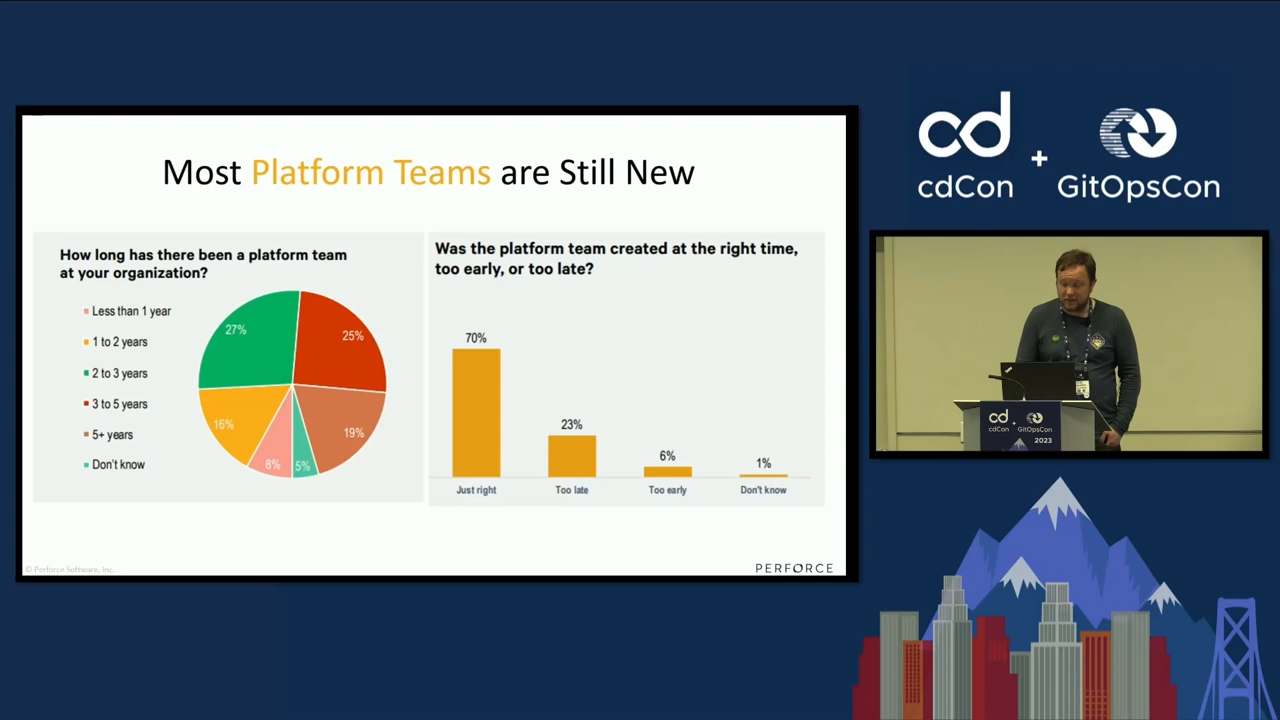 Most Platform Teams are Still New
How long has there been a platform team
at your organization?
Less than 1 year
1 to 2 years
2 to 3 years
3 to 5 years
5+ years
Don't know
27%
25%
16%
19%
8%
5%
Was the platform team created at the right time,
too early, or too late?
70%
23%
6%
1%
Just right
Too late
Too early
Don't know
© Perforce Software, Inc.
PERFORCE
cd
cdCon
+
GitOpsCon
cd
cdCon
+
GitOpsCon
2023